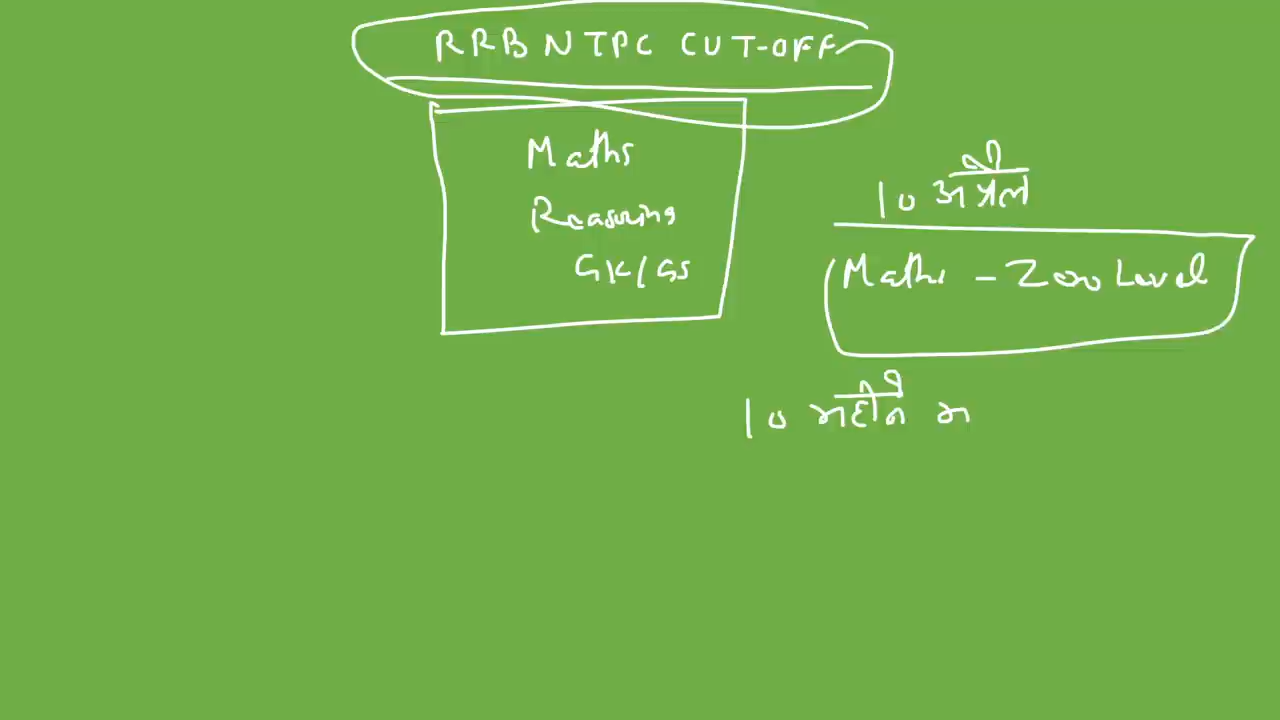 RRB NTPC CUT-OFF
Maths
Reasoning
GK/GS
10 अप्रैल
Maths - Zero Level
10 महीने म